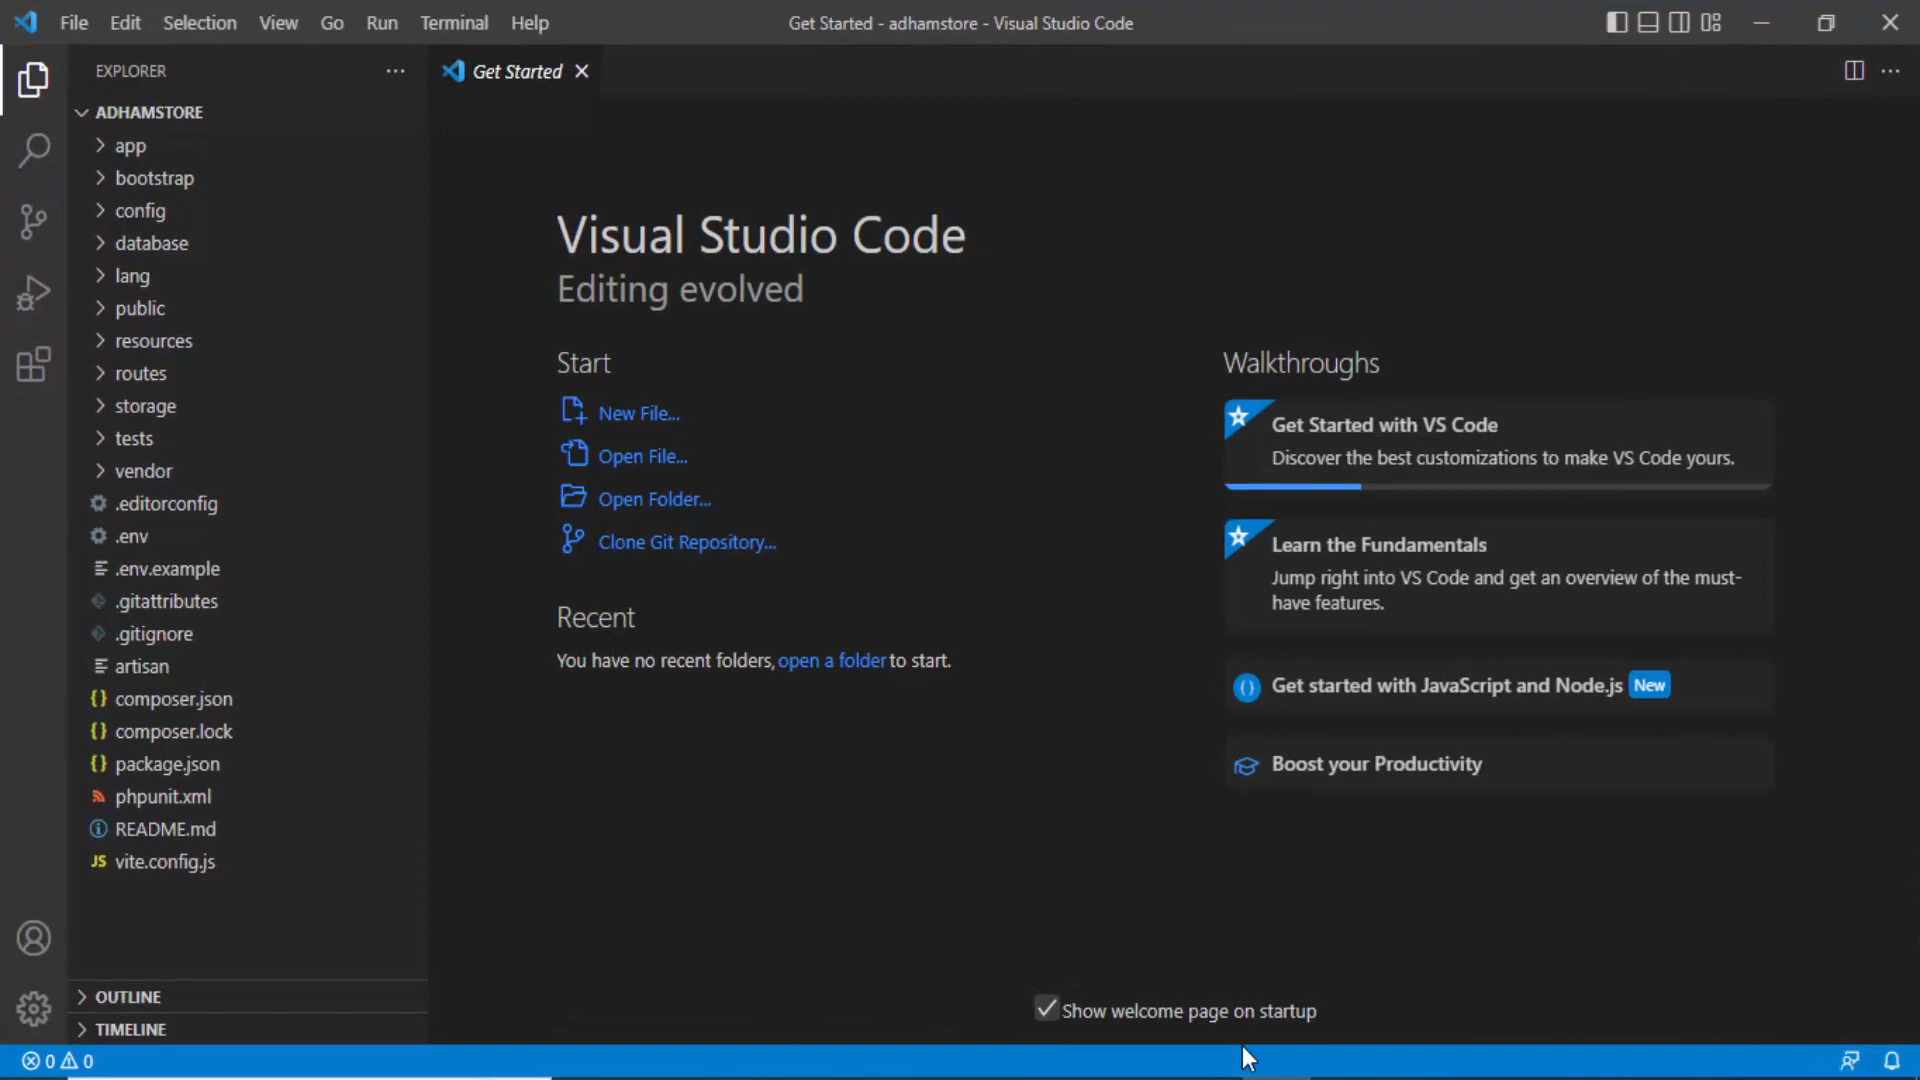 File Edit Selection View Go Run Terminal Help
Get Started - adhamstore - Visual Studio Code
EXPLORER
Get Started
ADHAMSTORE
app
bootstrap
config
database
lang
public
resources
routes
storage
tests
vendor
.editorconfig
.env
.env.example
.gitattributes
.gitignore
artisan
{} composer.json
{} composer.lock
{} package.json
phpunit.xml
README.md
JS vite.config.js
OUTLINE
TIMELINE
Visual Studio Code
Editing evolved
Start
New File...
Open File...
Open Folder...
Clone Git Repository...
Recent
You have no recent folders, open a folder to start.
Walkthroughs
Get Started with VS Code
Discover the best customizations to make VS Code yours.
Learn the Fundamentals
Jump right into VS Code and get an overview of the must-
have features.
Get started with JavaScript and Node.js New
Boost your Productivity
Show welcome page on startup
0 0